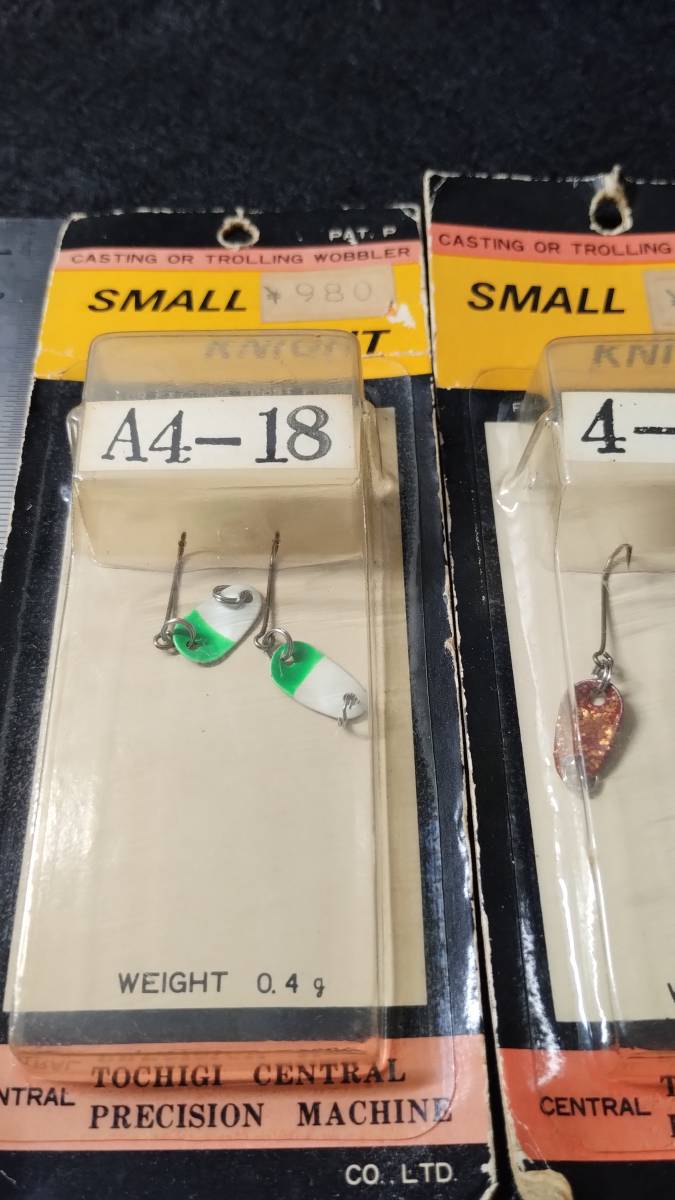 PAT. P
CASTING OR TROLLING WOBBLER
SMALL ¥980
KNIGHT
A4-18
WEIGHT 0.4 g
NTRAL
TOCHIGI CENTRAL
PRECISION MACHINE
CO., LTD.
CASTING OR TROLLING
SMALL
KNI
4-
CENTRAL